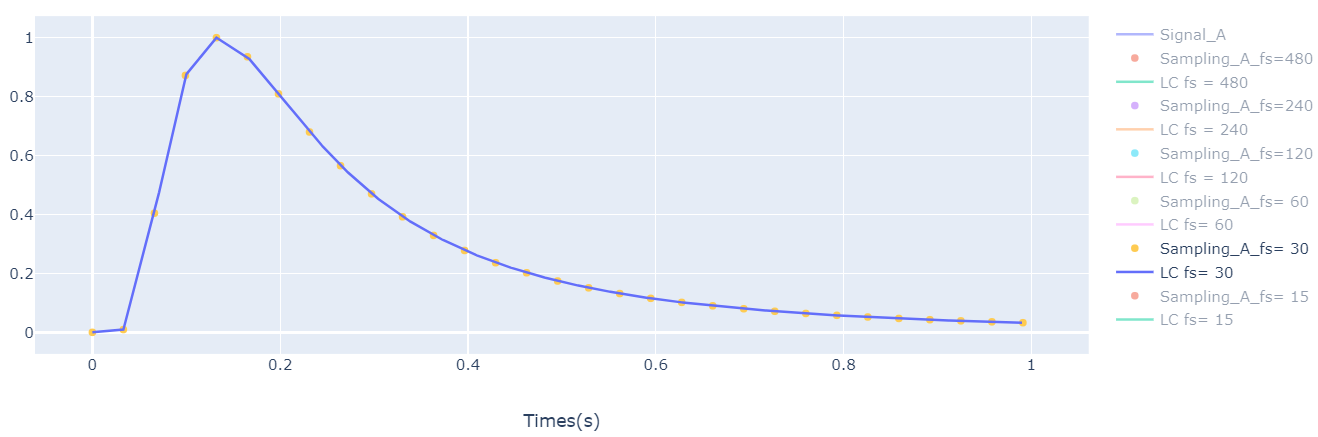 1
0.8
0.6
0.4
0.2
0
0 0.2 0.4 0.6 0.8 1
Times(s)
Signal_A
Sampling_A_fs=480
LC fs = 480
Sampling_A_fs=240
LC fs = 240
Sampling_A_fs=120
LC fs = 120
Sampling_A_fs= 60
LC fs = 60
Sampling_A_fs= 30
LC fs= 30
Sampling_A_fs= 15
LC fs= 15